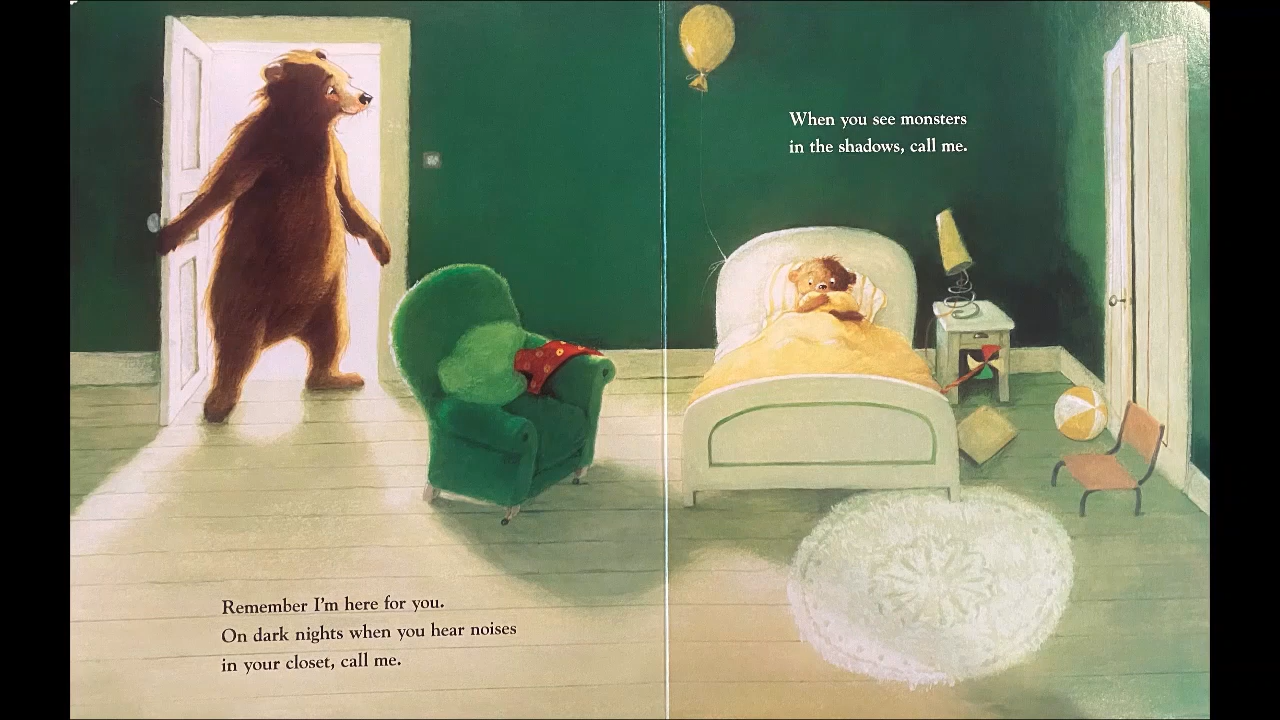 Remember I'm here for you.
On dark nights when you hear noises
in your closet, call me.
When you see monsters
in the shadows, call me.